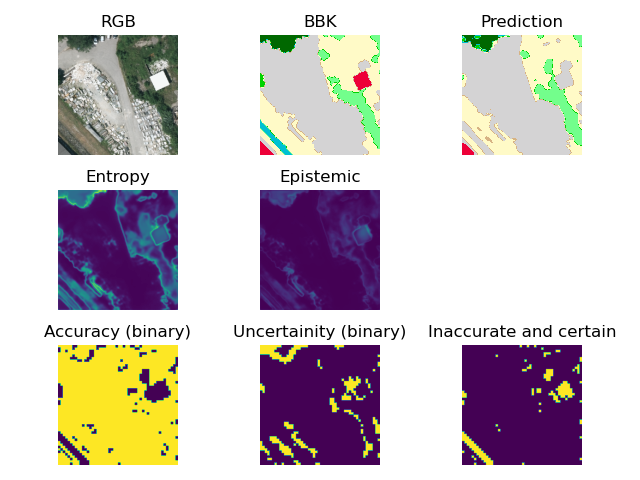 RGB
BBK
Prediction
Entropy
Epistemic
Accuracy (binary)
Uncertainity (binary)
Inaccurate and certain